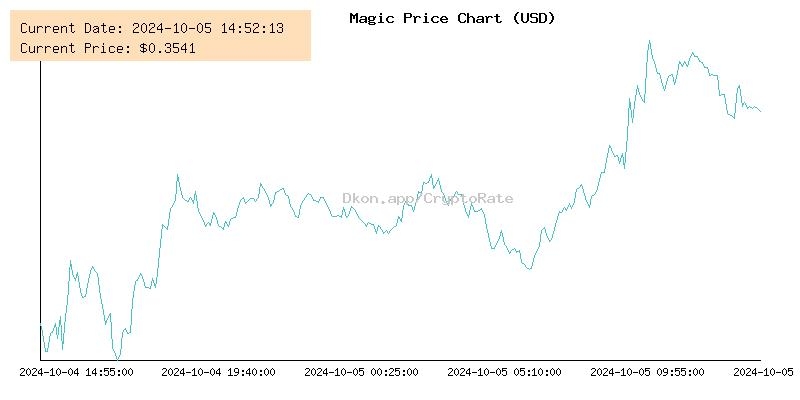 Magic Price Chart (USD)
Current Date: 2024-10-05 14:52:13
Current Price: $0.3541
Dkon.app/CryptoRate
2024-10-04 14:55:00 2024-10-04 19:40:00 2024-10-05 00:25:00 2024-10-05 05:10:00 2024-10-05 09:55:00 2024-10-05